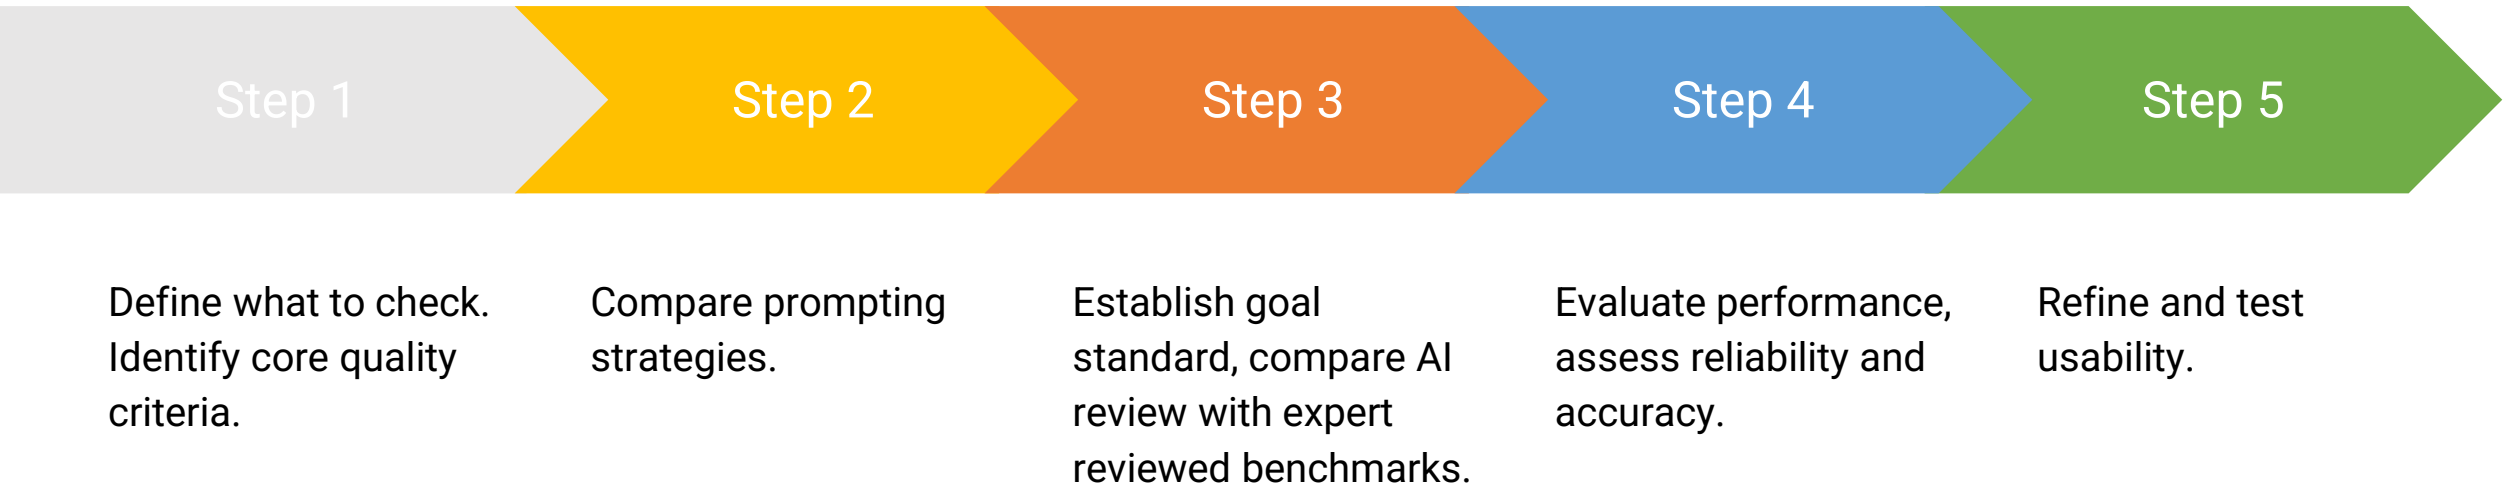 Step 1
Step 2
Step 3
Step 4
Step 5
Define what to check.
Identify core quality
criteria.
Compare prompting
strategies.
Establish goal
standard, compare AI
review with expert
reviewed benchmarks.
Evaluate performance,
assess reliability and
accuracy.
Refine and test
usability.